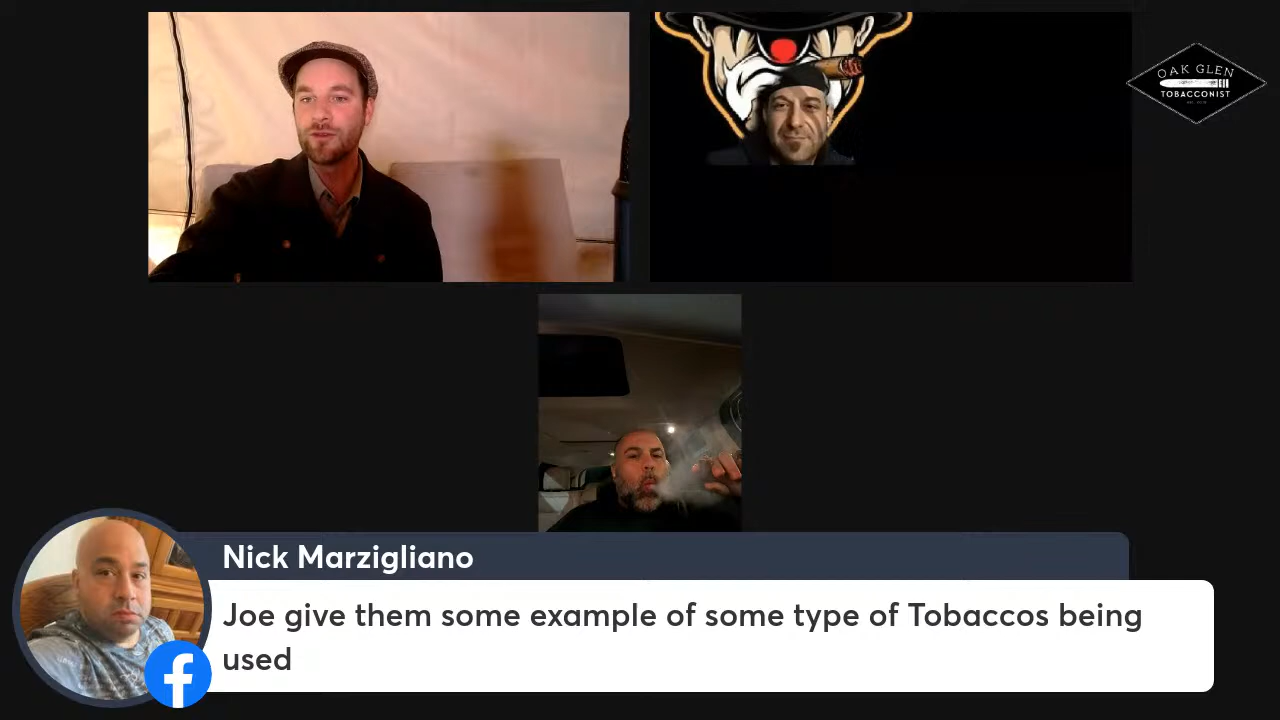 OAK GLEN
TOBACCONIST
Nick Marzigliano
Joe give them some example of some type of Tobaccos being
used